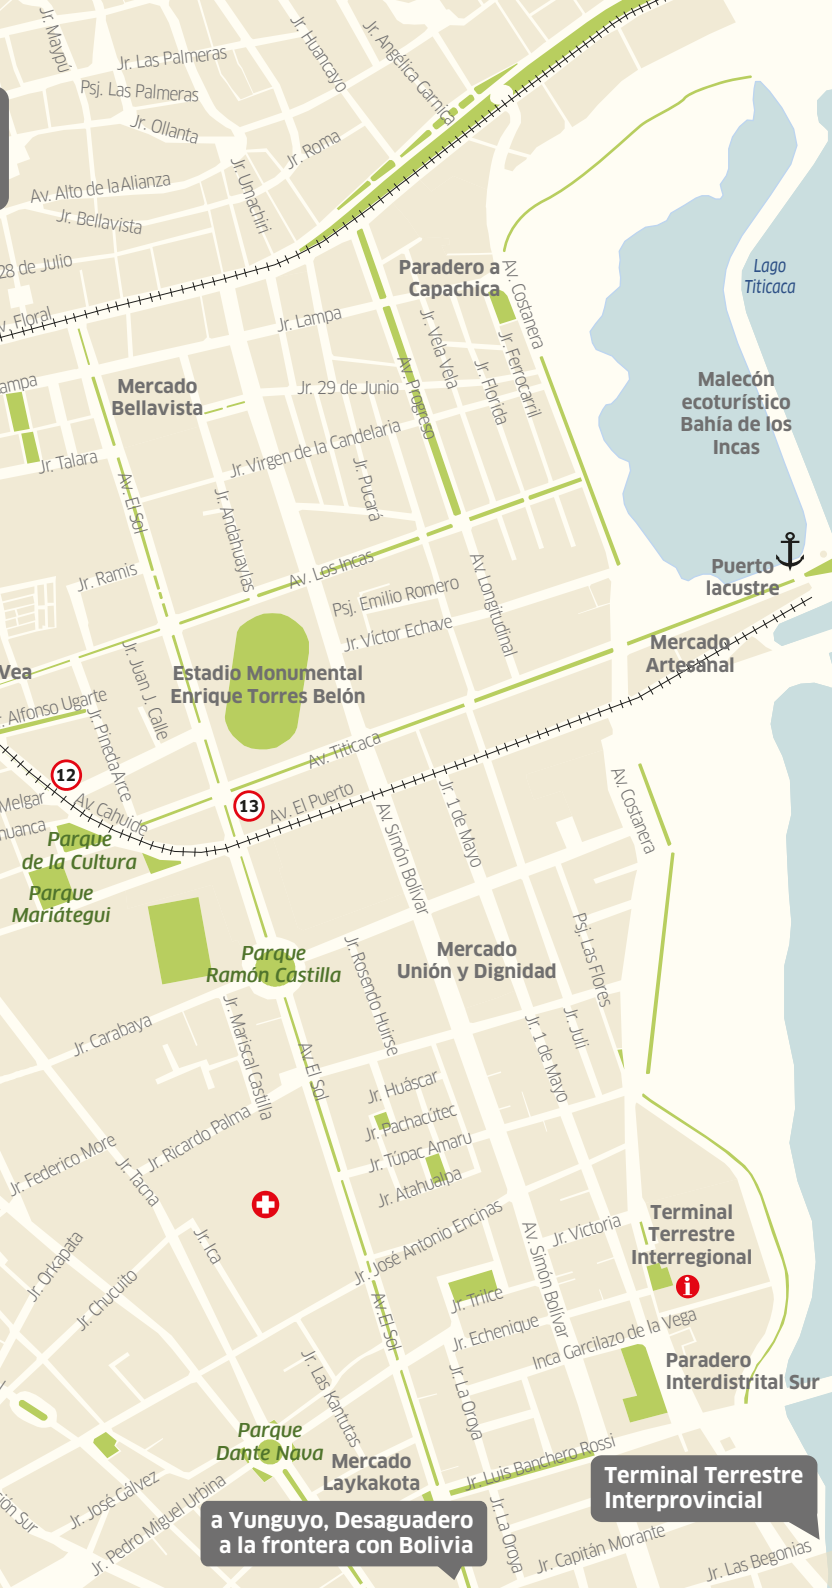 Jr. Maypú
Jr. Huancayo
Jr. Angélica Garnica
Jr. Las Palmeras
Psj. Las Palmeras
Jr. Ollanta
Jr. Roma
Jr. Umachiri
Av. Alto de la Alianza
Jr. Bellavista
28 de Julio
Paradero a
Capachica
Av. Costanera
Lago
Titicaca
Floral
Jr. Lampa
Jr. Vela Vela
Jr. Ferrocarril
Jr. Florida
Av. Progreso
Mercado
Bellavista
Jr. 29 de Junio
Malecón
ecoturístico
Bahía de los
Incas
Jr. Talara
Jr. Virgen de la Candelaria
Jr. Pucará
Av. El Sol
Jr. Andahuaylas
Puerto
lacustre
Jr. Ramis
Av. Los Incas
Av. Longitudinal
Psj. Emilio Romero
Jr. Víctor Echave
Mercado
Artesanal
Vea
Jr. Juan J. Calle
Estadio Monumental
Enrique Torres Belón
Alfonso Ugarte
Jr. Pineda Arce
Av. Titicaca
12
13
Av. El Puerto
Melgar
Av. Cahuide
Av. Simón Bolívar
Jr. 1 de Mayo
Av. Costanera
Parque
de la Cultura
Parque
Mariátegui
Parque
Ramón Castilla
Jr. Rosendo Huirse
Mercado
Unión y Dignidad
Psj. Las Flores
Jr. Carabaya
Jr. Mariscal Castilla
Av. El Sol
Jr. 1 de Mayo
Jr. Juli
Jr. Huáscar
Jr. Pachacútec
Jr. Túpac Amaru
Jr. Atahualpa
Jr. Federico More
Jr. Tacna
Jr. Ricardo Palma
Jr. Ica
Jr. José Antonio Encinas
Av. Simón Bolívar
Jr. Victoria
Terminal
Terrestre
Interregional
i
Jr. Orkapata
Jr. Chucuito
Av. El Sol
Jr. Trilce
Jr. Echenique
Inca Garcilazo de la Vega
Paradero
Interdistrital Sur
Jr. Las Kantutas
Jr. La Oroya
Parque
Dante Nava
Mercado
Laykakota
Jr. Luis Banchero Rossi
Terminal Terrestre
Interprovincial
Sur
Jr. José Gálvez
Jr. Pedro Miguel Urbina
a Yunguyo, Desaguadero
a la frontera con Bolivia
Jr. La Oroya
Jr. Capitán Morante
Jr. Las Begonias